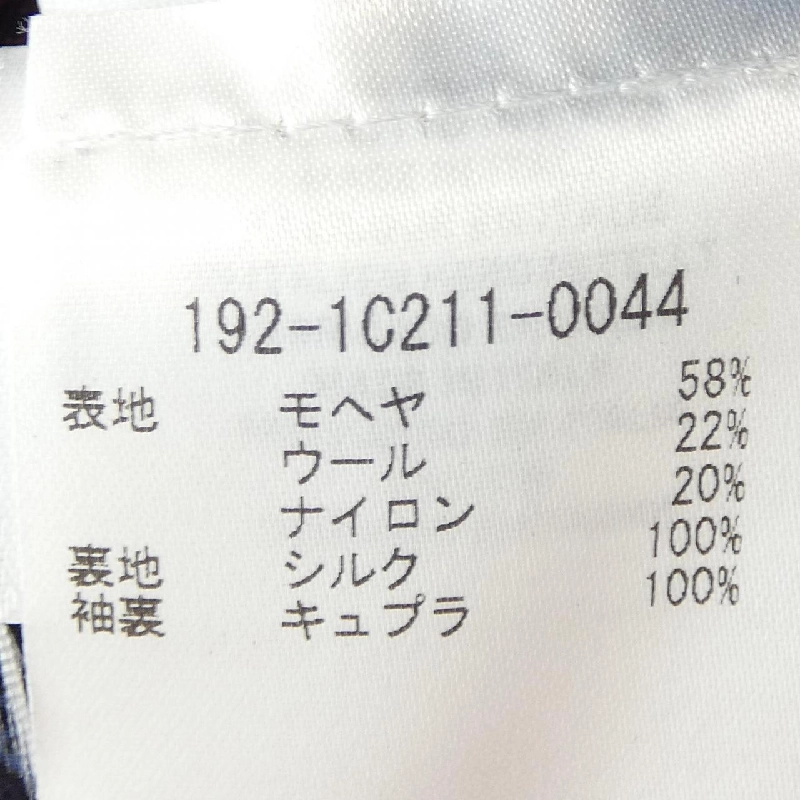 192-1C211-0044
表地 モヘヤ 58%
ウール 22%
ナイロン 20%
裏地 シルク 100%
袖裏 キュプラ 100%